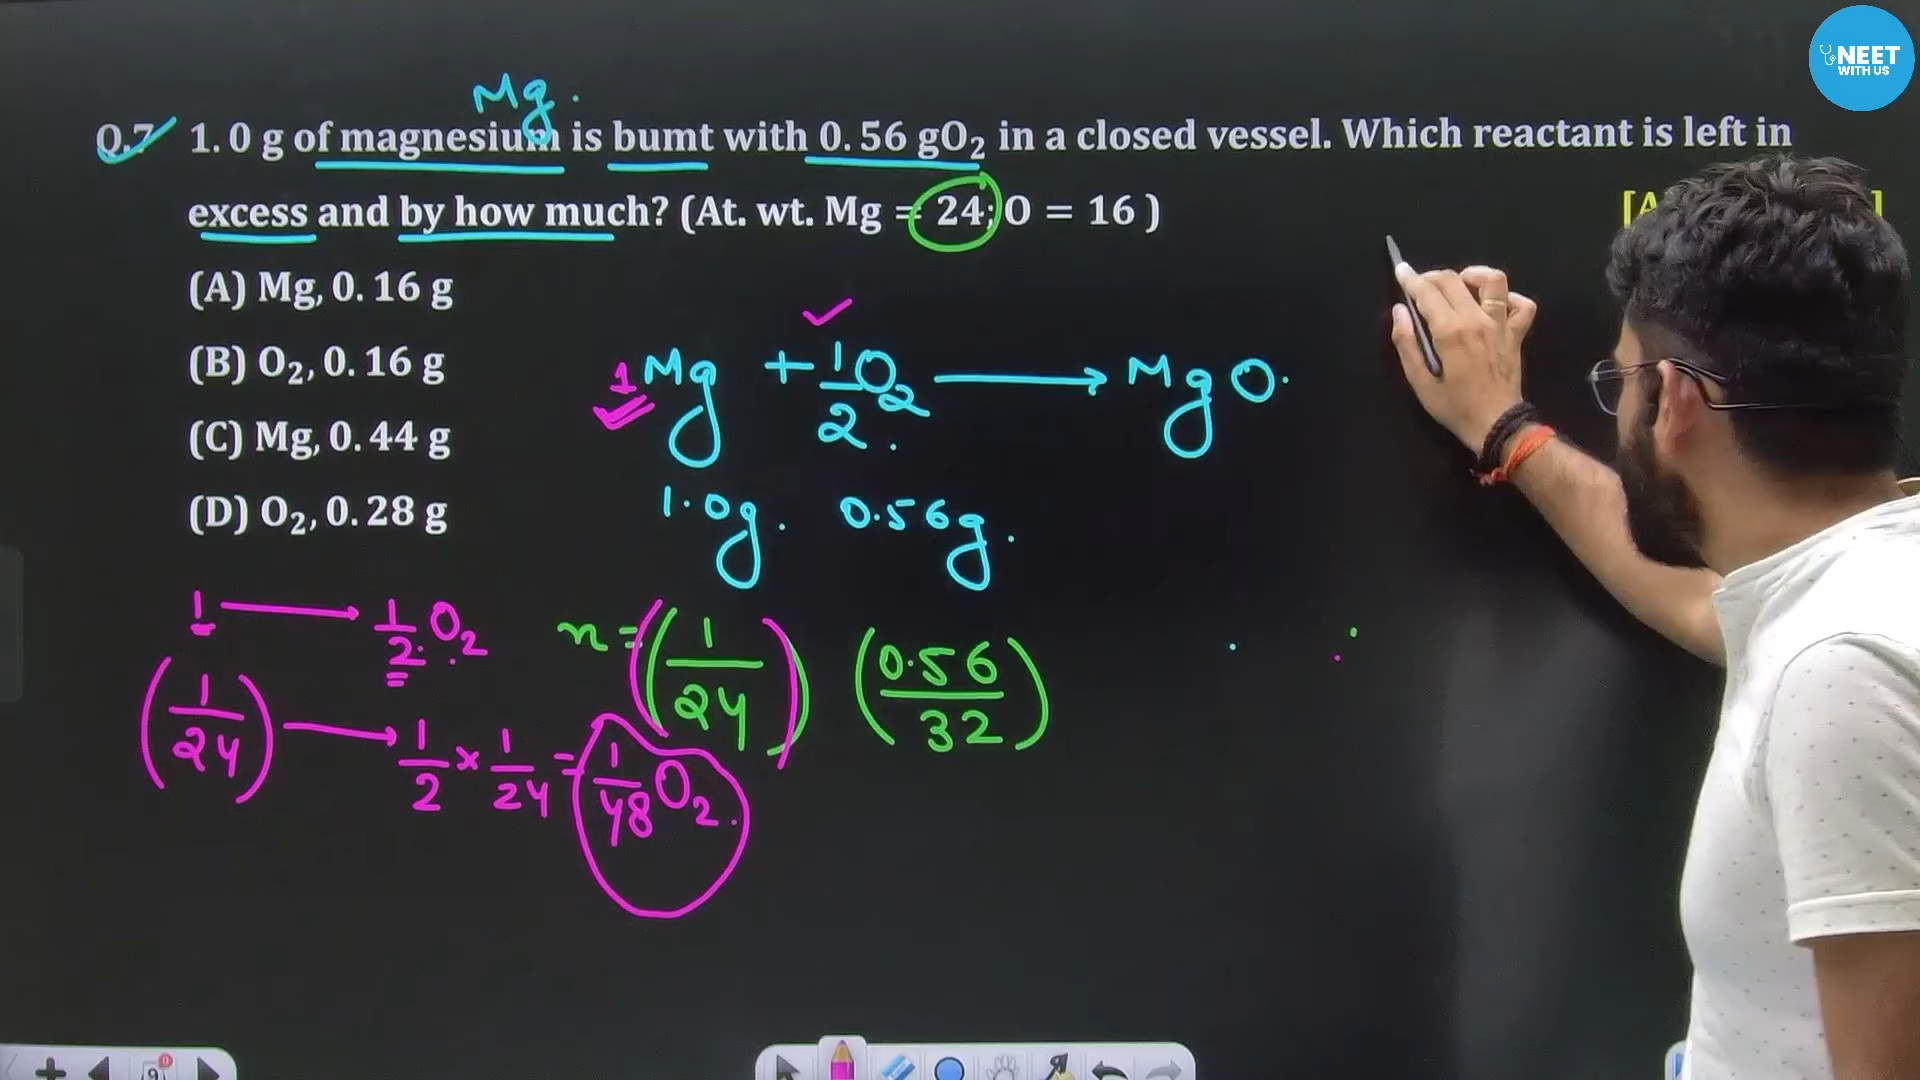 NEET
WITH US
Mg.
Q.7 1.0 g of magnesium is bumt with 0.56 gO₂ in a closed vessel. Which reactant is left in
excess and by how much? (At. wt. Mg = 24; O = 16 )
(A) Mg, 0.16 g
(B) O₂, 0.16 g
(C) Mg, 0.44 g
(D) O₂, 0.28 g
1Mg + 1/2 O₂ → MgO.
1.0g. 0.56g.
1 → 1/2 O₂
n = (1/24) (0.56/32)
(1/24) → 1/2 × 1/24 = 1/48 O₂.